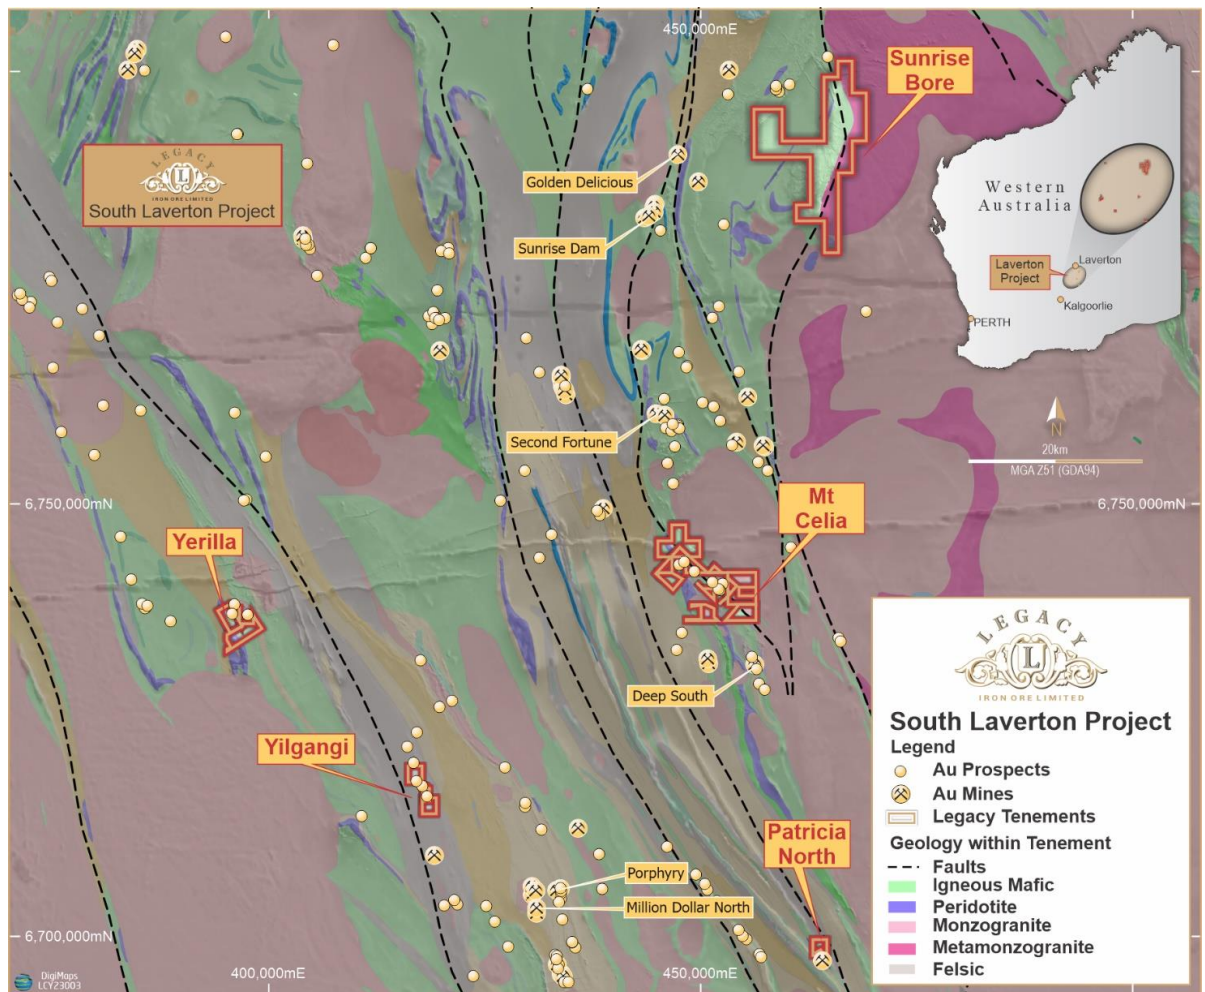 450,000mE
Sunrise
Bore
LEGACY
L
IRON ORE LIMITED
South Laverton Project
Golden Delicious
Sunrise Dam
Western
Australia
Laverton
Laverton
Project
Kalgoorlie
PERTH
N
20km
MGA Z51 (GDA94)
Second Fortune
6,750,000mN
6,750,000mN
Mt
Celia
Yerilla
Deep South
Yilgangi
Patricia
North
Porphyry
Million Dollar North
6,700,000mN
400,000mE
450,000mE
DigiMaps
LCY23003
LEGACY
L
IRON ORE LIMITED
South Laverton Project
Legend
Au Prospects
Au Mines
Legacy Tenements
Geology within Tenement
Faults
Igneous Mafic
Peridotite
Monzogranite
Metamonzogranite
Felsic